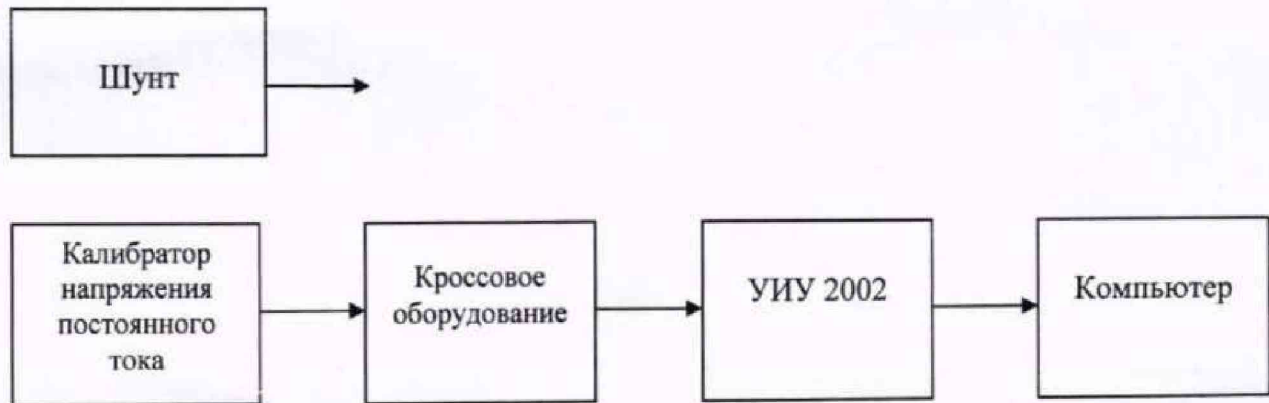 Шунт
Калибратор
напряжения
постоянного
тока
Кроссовое
оборудование
УИУ 2002
Компьютер